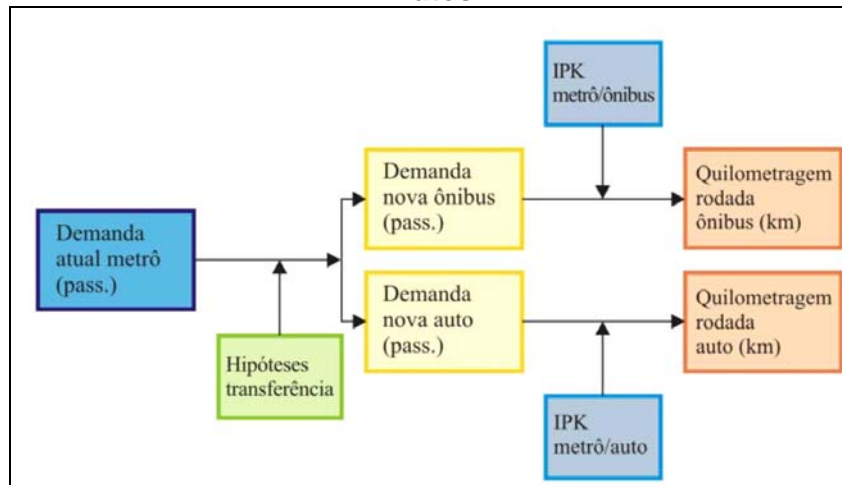 IPK
metrô/ônibus
Demanda
nova ônibus
(pass.)
Quilometragem
rodada
ônibus (km)
Demanda
atual metrô
(pass.)
Demanda
nova auto
(pass.)
Quilometragem
rodada
auto (km)
Hipóteses
transferência
IPK
metrô/auto